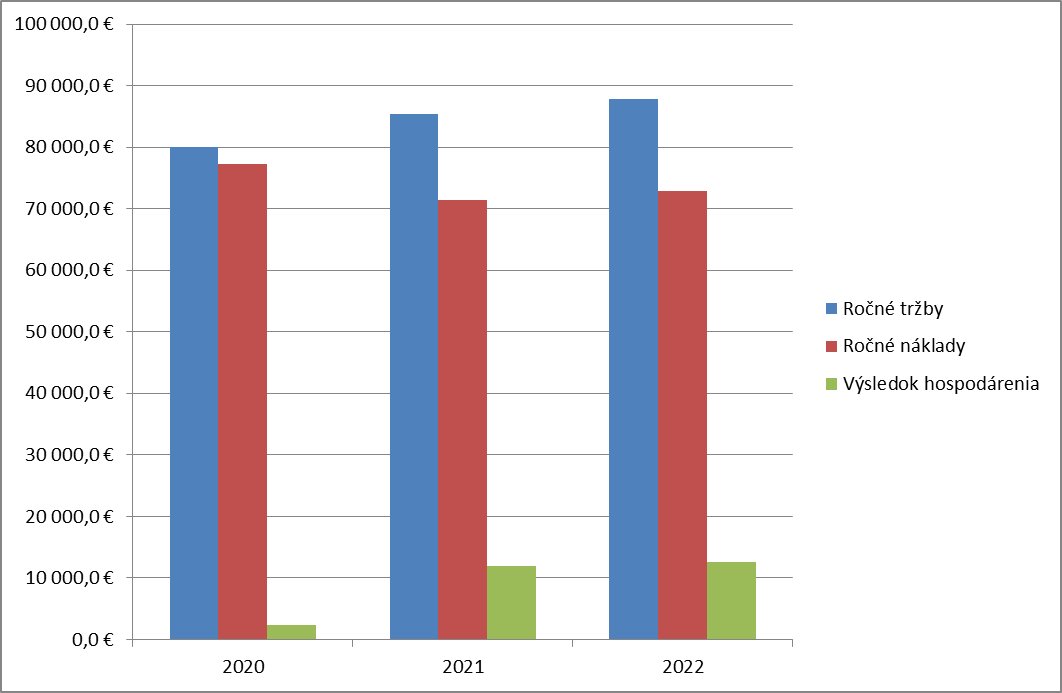 100 000,0 €
90 000,0 €
80 000,0 €
70 000,0 €
60 000,0 €
50 000,0 €
40 000,0 €
30 000,0 €
20 000,0 €
10 000,0 €
0,0 €
2020
2021
2022
Ročné tržby
Ročné náklady
Výsledok hospodárenia